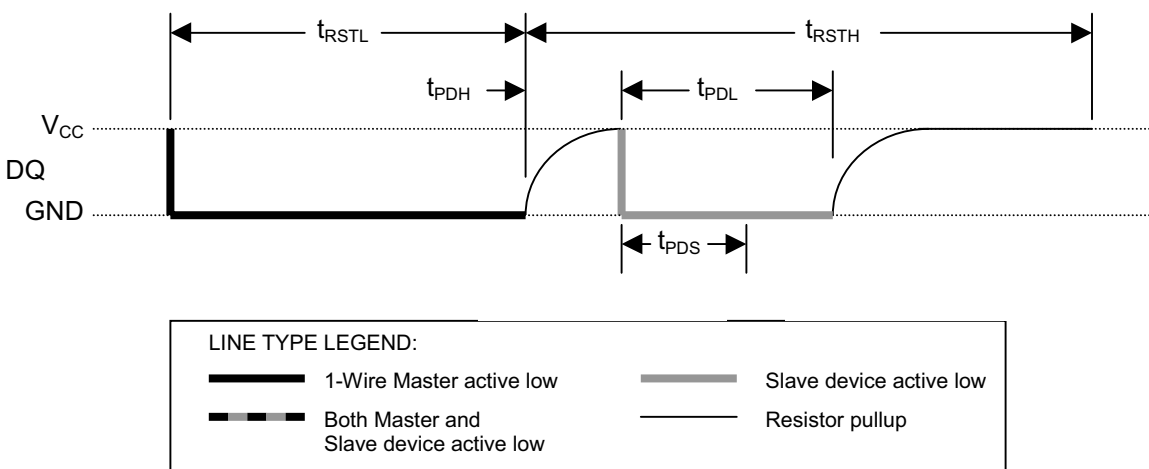 tRSTL
tRSTH
tPDH
tPDL
VCC
DQ
GND
tPDS
LINE TYPE LEGEND:
1-Wire Master active low
Slave device active low
Both Master and
Slave device active low
Resistor pullup